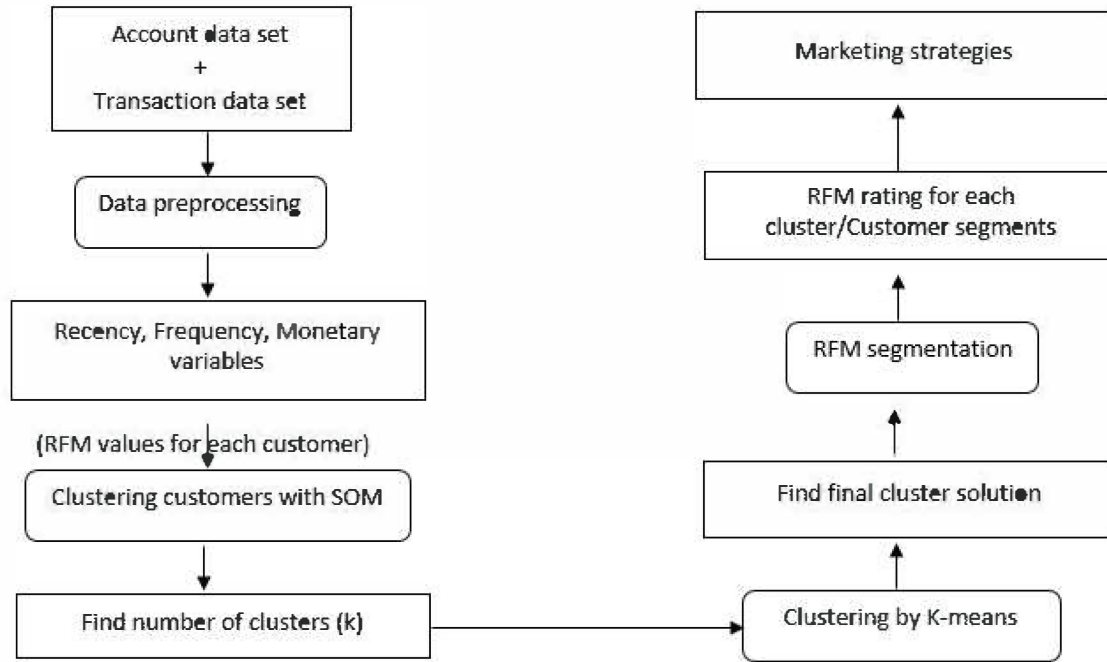 Account data set
+
Transaction data set
Data preprocessing
Recency, Frequency, Monetary
variables
(RFM values for each customer)
Clustering customers with SOM
Find number of clusters (k)
Clustering by K-means
Find final cluster solution
RFM segmentation
RFM rating for each
cluster/Customer segments
Marketing strategies